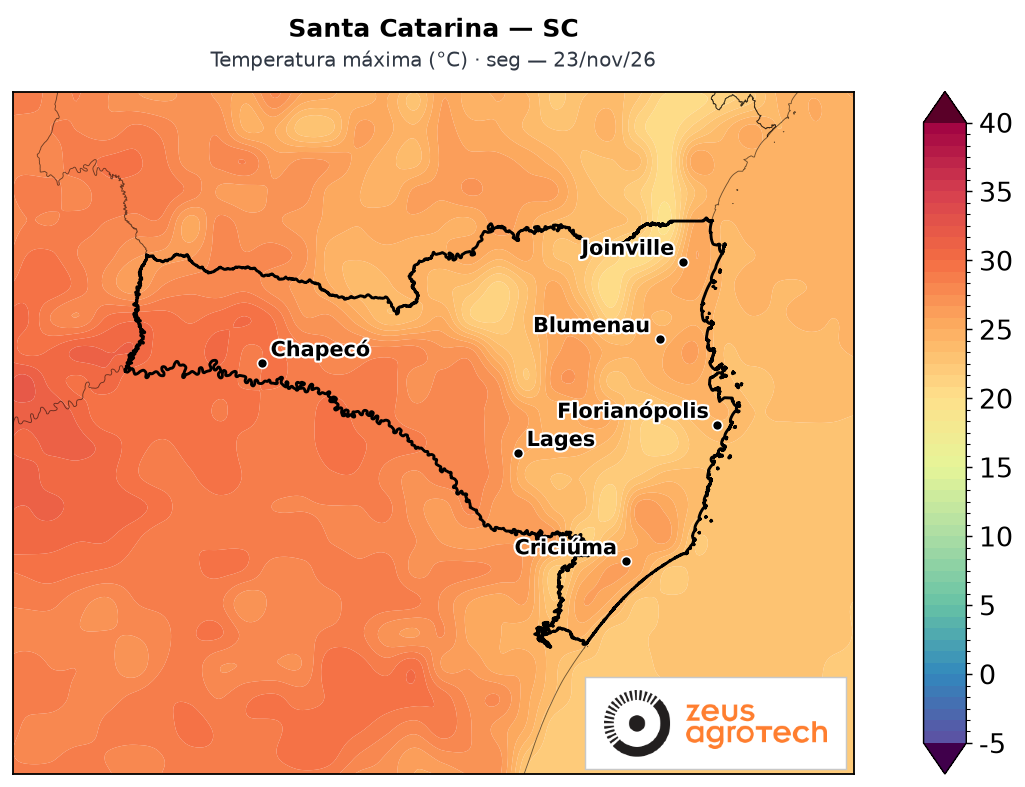 Santa Catarina — SC
Temperatura máxima (°C) · seg — 23/nov/26
Joinville
Blumenau
Chapecó
Florianópolis
Lages
Criciúma
40
35
30
25
20
15
10
5
0
-5
zeus
agrotech